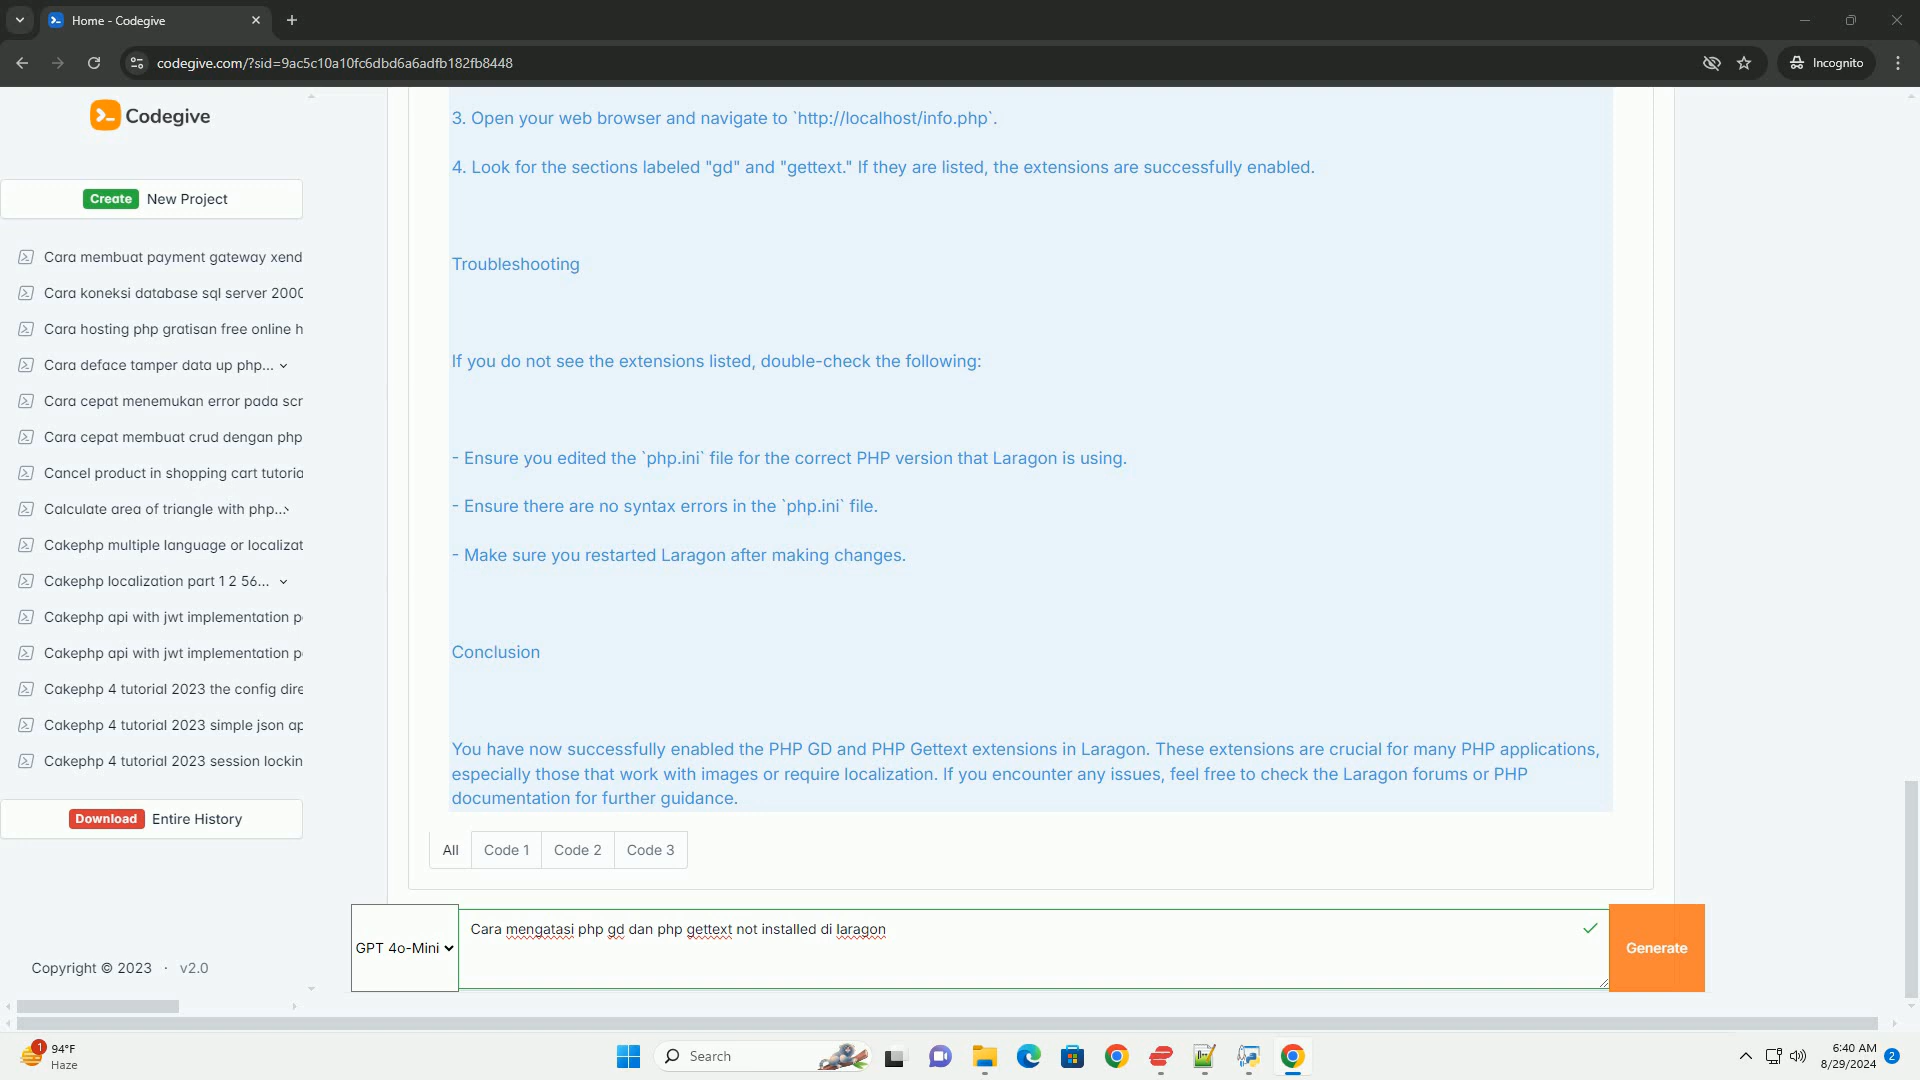 Home - Codegive
codegive.com/?sid=9ac5c10a10fc6dbd6a6adfb182fb8448
Incognito
Codegive
Create New Project
Cara membuat payment gateway xend
Cara koneksi database sql server 2000
Cara hosting php gratisan free online h
Cara deface tamper data up php...
Cara cepat menemukan error pada scr
Cara cepat membuat crud dengan php
Cancel product in shopping cart tutoria
Calculate area of triangle with php...
Cakephp multiple language or localizat
Cakephp localization part 1 2 56...
Cakephp api with jwt implementation p
Cakephp api with jwt implementation p
Cakephp 4 tutorial 2023 the config dire
Cakephp 4 tutorial 2023 simple json ap
Cakephp 4 tutorial 2023 session lockin
Download Entire History
Copyright © 2023 · v2.0
3. Open your web browser and navigate to `http://localhost/info.php`.
4. Look for the sections labeled "gd" and "gettext." If they are listed, the extensions are successfully enabled.
Troubleshooting
If you do not see the extensions listed, double-check the following:
- Ensure you edited the `php.ini` file for the correct PHP version that Laragon is using.
- Ensure there are no syntax errors in the `php.ini` file.
- Make sure you restarted Laragon after making changes.
Conclusion
You have now successfully enabled the PHP GD and PHP Gettext extensions in Laragon. These extensions are crucial for many PHP applications,
especially those that work with images or require localization. If you encounter any issues, feel free to check the Laragon forums or PHP
documentation for further guidance.
All Code 1 Code 2 Code 3
GPT 4o-Mini
Cara mengatasi php gd dan php gettext not installed di laragon
Generate
1
94°F
Haze
Search
6:40 AM
8/29/2024
2